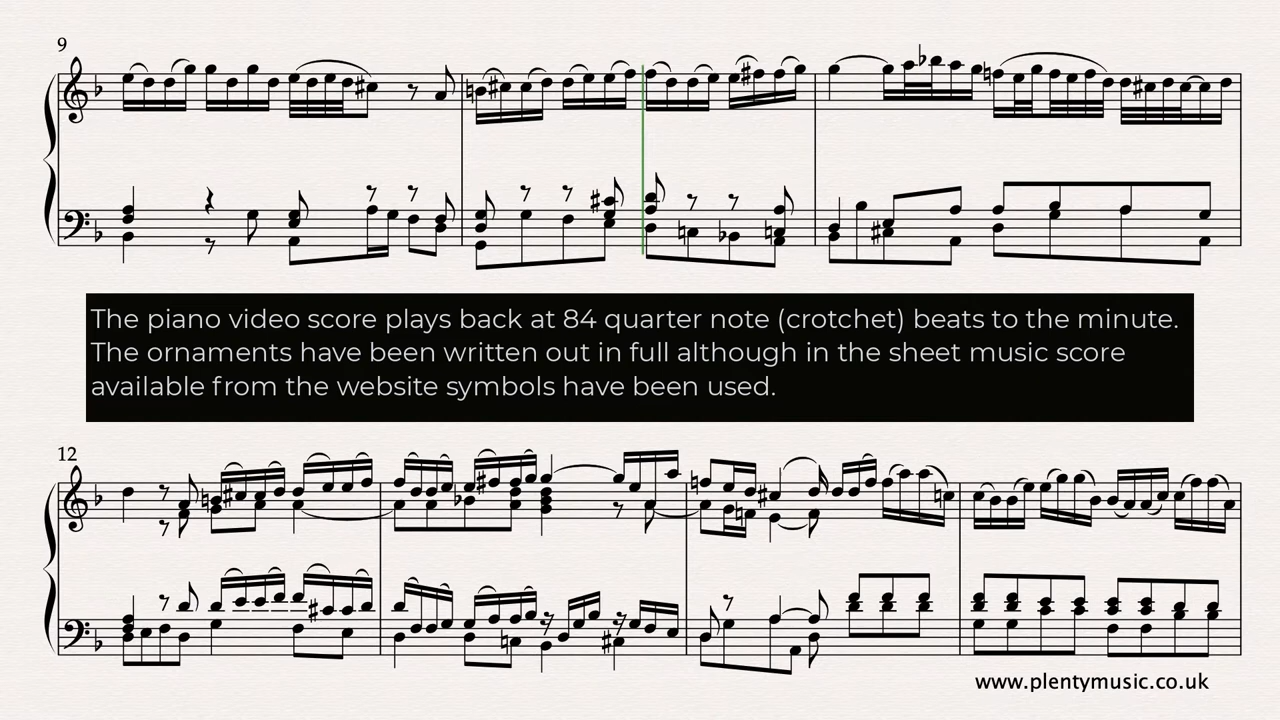 9
The piano video score plays back at 84 quarter note (crotchet) beats to the minute.
The ornaments have been written out in full although in the sheet music score
available from the website symbols have been used.
12
www.plentymusic.co.uk